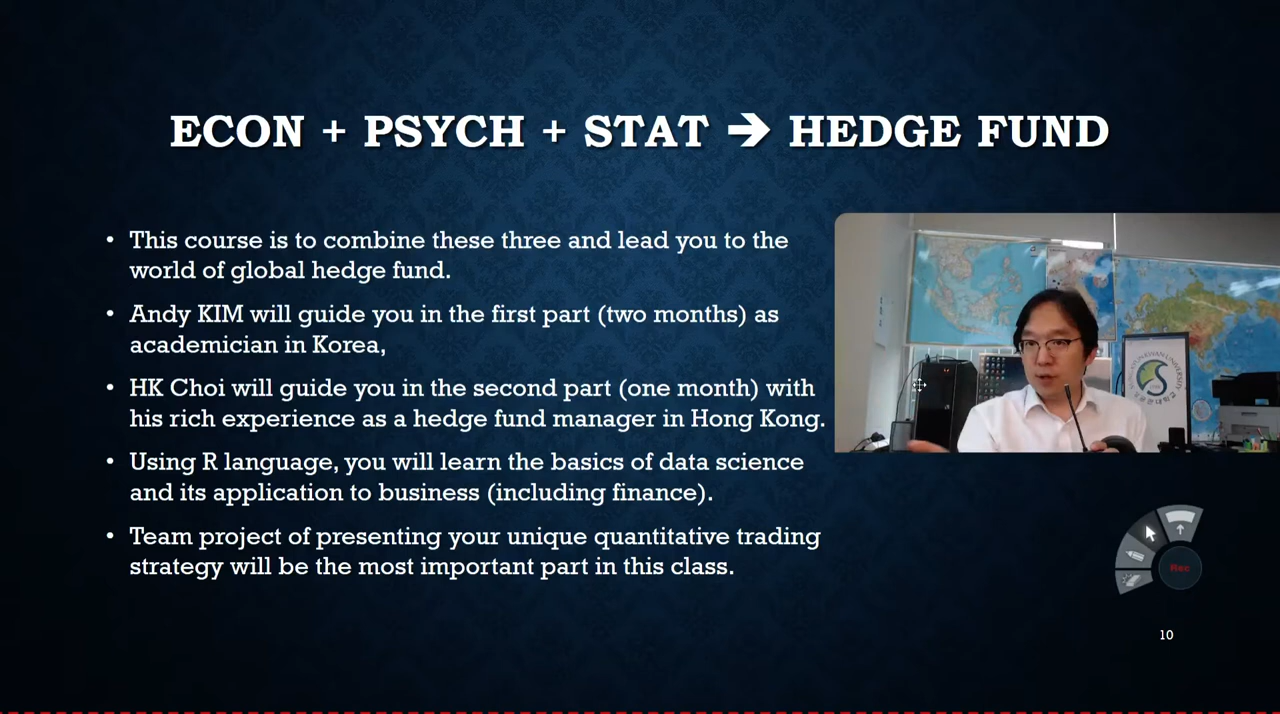 ECON + PSYCH + STAT ➔ HEDGE FUND
• This course is to combine these three and lead you to the
world of global hedge fund.
• Andy KIM will guide you in the first part (two months) as
academician in Korea,
• HK Choi will guide you in the second part (one month) with
his rich experience as a hedge fund manager in Hong Kong.
• Using R language, you will learn the basics of data science
and its application to business (including finance).
• Team project of presenting your unique quantitative trading
strategy will be the most important part in this class.
Rec
10